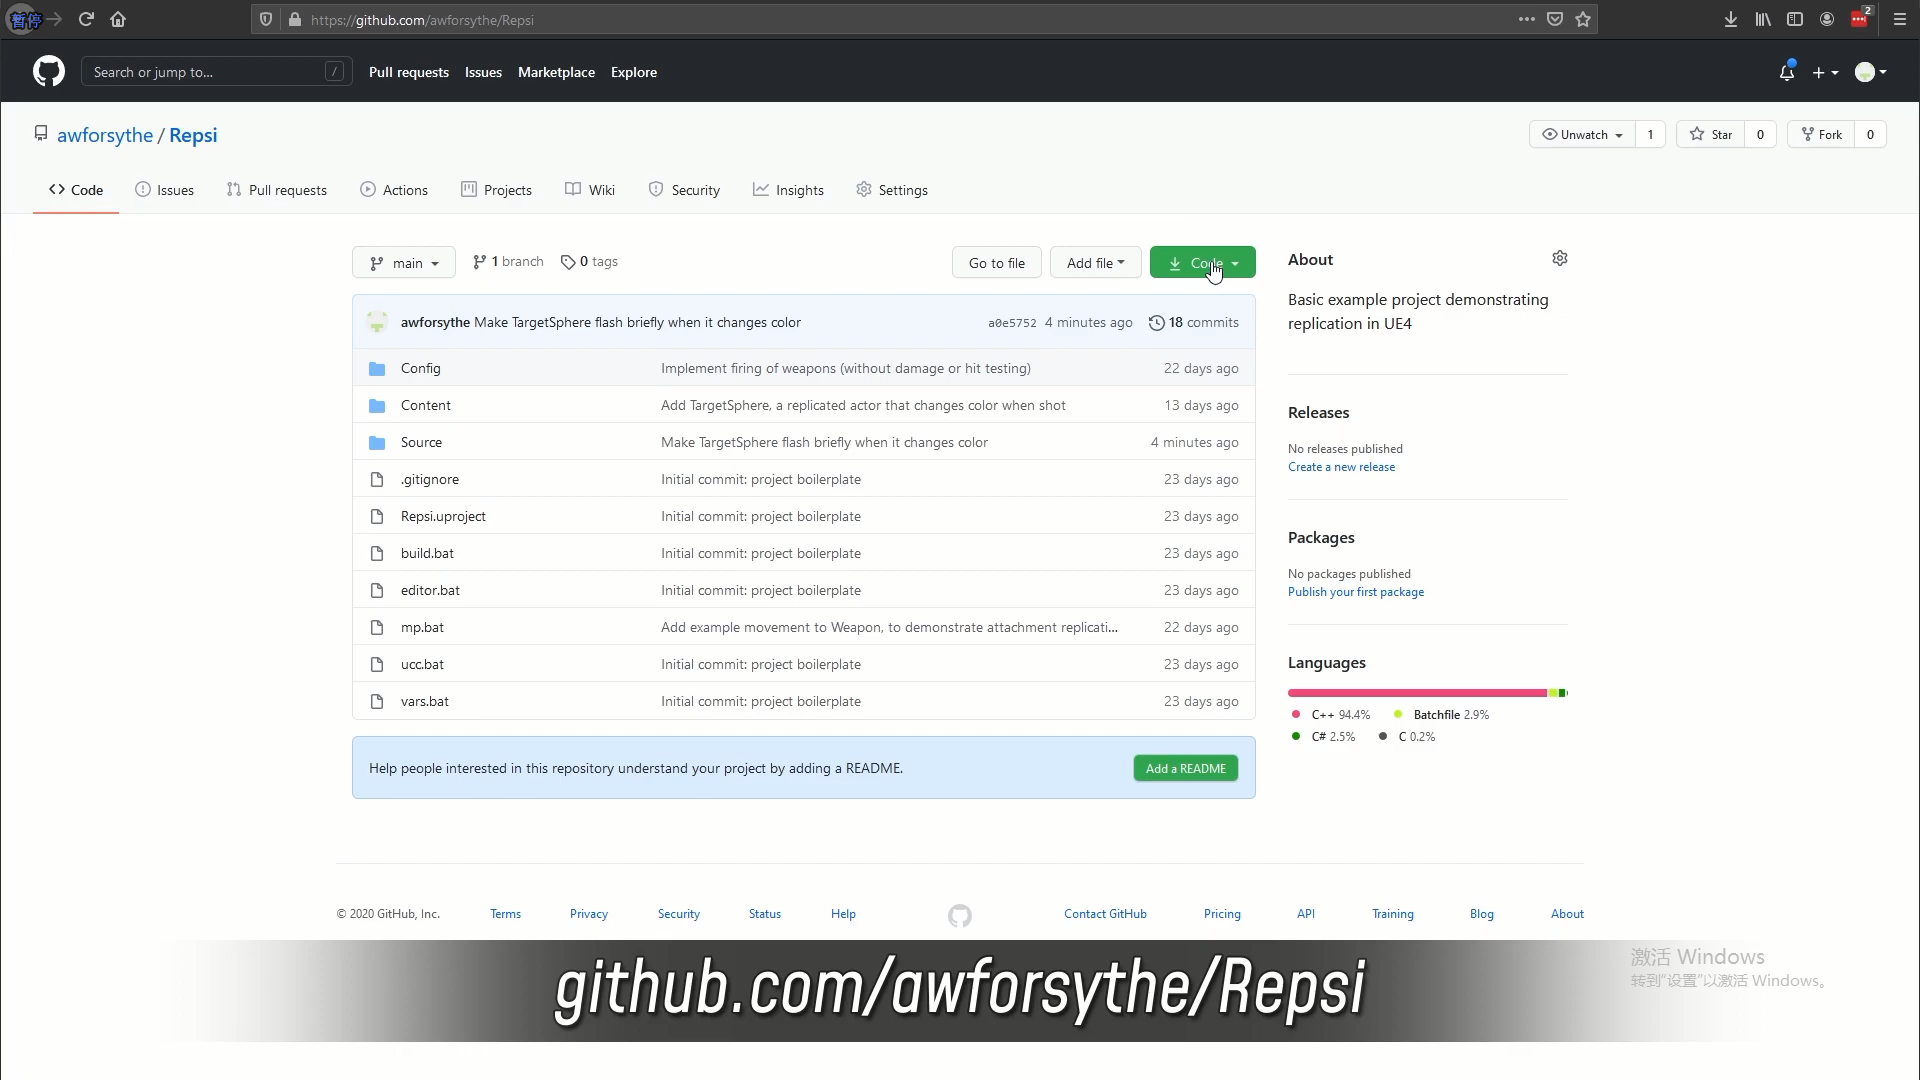 暂停
https://github.com/awforsythe/Repsi
2
Search or jump to... /
Pull requests Issues Marketplace Explore
awforsythe / Repsi
Unwatch 1 Star 0 Fork 0
Code Issues Pull requests Actions Projects Wiki Security Insights Settings
main 1 branch 0 tags Go to file Add file Code
About
Basic example project demonstrating
replication in UE4
awforsythe Make TargetSphere flash briefly when it changes color a0e5752 4 minutes ago 18 commits
Config Implement firing of weapons (without damage or hit testing) 22 days ago
Content Add TargetSphere, a replicated actor that changes color when shot 13 days ago
Source Make TargetSphere flash briefly when it changes color 4 minutes ago
.gitignore Initial commit: project boilerplate 23 days ago
Repsi.uproject Initial commit: project boilerplate 23 days ago
build.bat Initial commit: project boilerplate 23 days ago
editor.bat Initial commit: project boilerplate 23 days ago
mp.bat Add example movement to Weapon, to demonstrate attachment replicati... 22 days ago
ucc.bat Initial commit: project boilerplate 23 days ago
vars.bat Initial commit: project boilerplate 23 days ago
Releases
No releases published
Create a new release
Packages
No packages published
Publish your first package
Languages
C++ 94.4% Batchfile 2.9%
C# 2.5% C 0.2%
Help people interested in this repository understand your project by adding a README. Add a README
© 2020 GitHub, Inc. Terms Privacy Security Status Help Contact GitHub Pricing API Training Blog About
github.com/awforsythe/Repsi
激活 Windows
转到"设置"以激活 Windows。